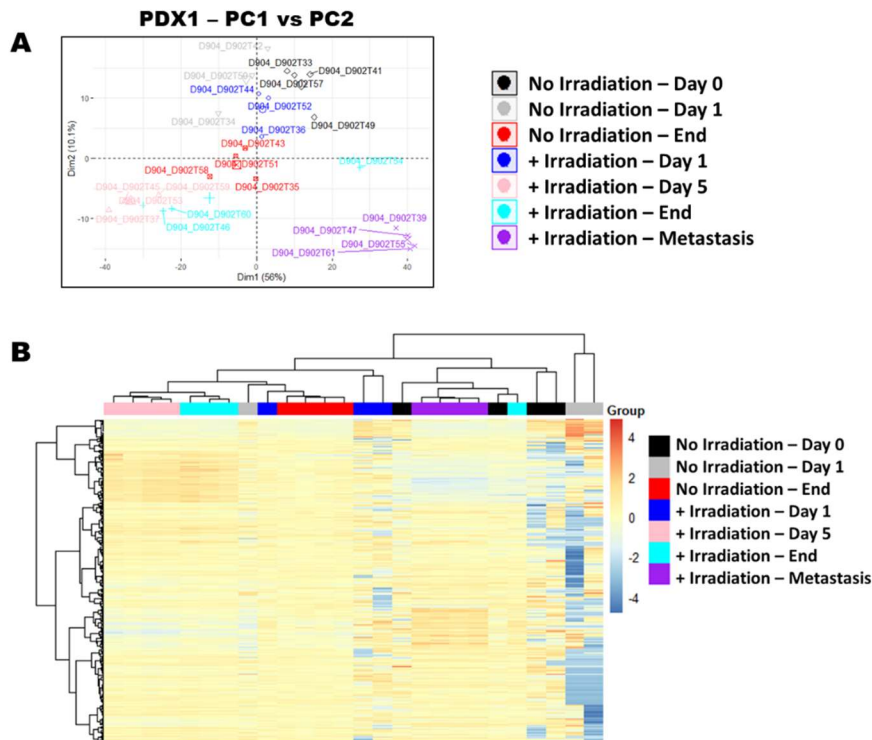 PDX1 – PC1 vs PC2
A
D904_D902T42
D904_D902T33
D904_D902T41
D904_D902T50
D904_D902T57
D904_D902T44
D904_D902T52
D904_D902T34
D904_D902T36
D904_D902T49
D904_D902T43
D904_D902T54
D904_D902T58
D904_D902T51
D904_D902T45
D904_D902T59
D904_D902T35
D904_D902T53
D904_D902T37
D904_D902T60
D904_D902T46
D904_D902T39
D904_D902T47
D904_D902T55
D904_D902T61
10
0
-10
Dim2 (10.1%)
-40
-20
0
20
40
Dim1 (56%)
No Irradiation – Day 0
No Irradiation – Day 1
No Irradiation – End
+ Irradiation – Day 1
+ Irradiation – Day 5
+ Irradiation – End
+ Irradiation – Metastasis
B
Group
4
2
0
-2
-4
No Irradiation – Day 0
No Irradiation – Day 1
No Irradiation – End
+ Irradiation – Day 1
+ Irradiation – Day 5
+ Irradiation – End
+ Irradiation – Metastasis